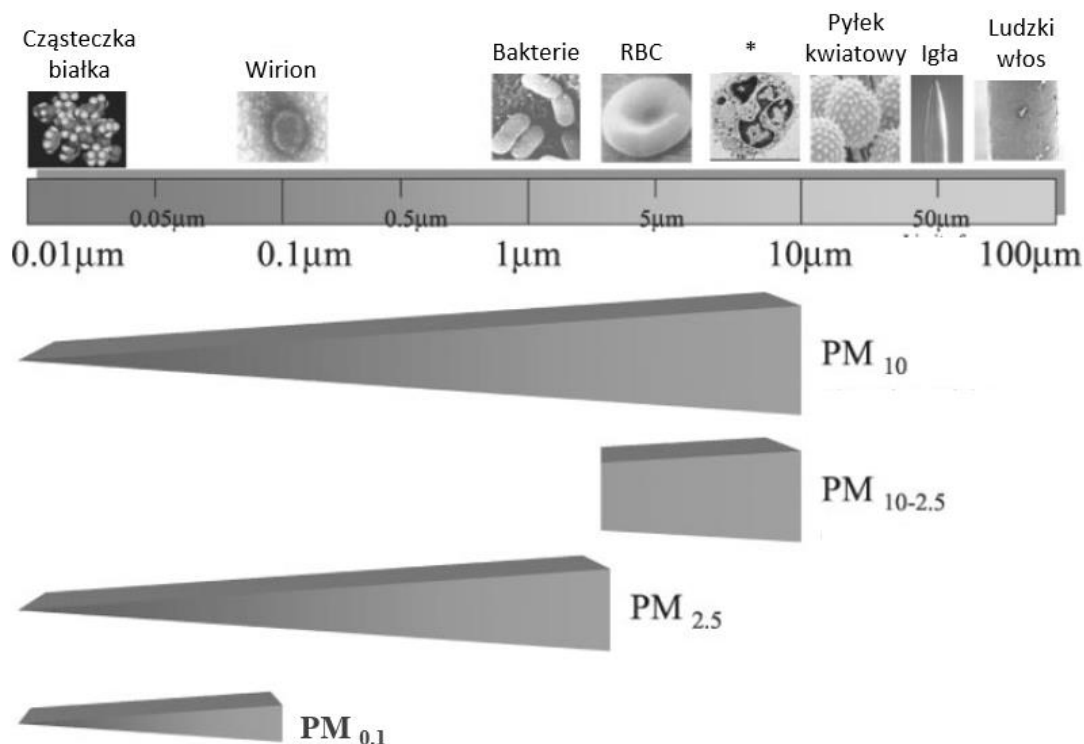 Cząsteczka
białka
Wirion
Bakterie
RBC
*
Pyłek
kwiatowy
Igła
Ludzki
włos
0.05µm
0.5µm
5µm
50µm
0.01µm
0.1µm
1µm
10µm
100µm
PM 10
PM 10-2.5
PM 2.5
PM 0.1